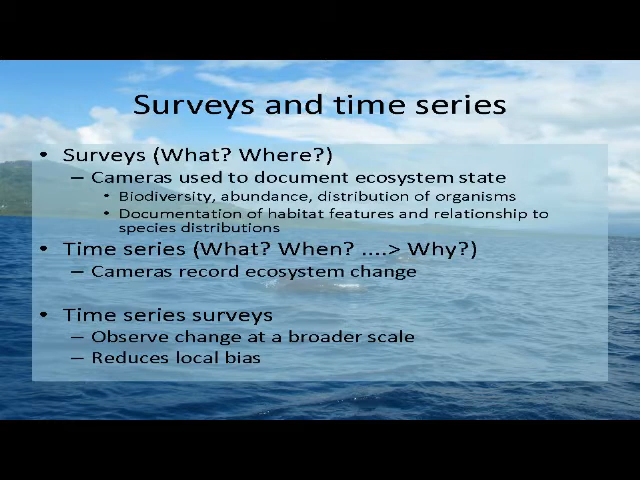 Surveys and time series
• Surveys (What? Where?)
– Cameras used to document ecosystem state
• Biodiversity, abundance, distribution of organisms
• Documentation of habitat features and relationship to
species distributions
• Time series (What? When? ....> Why?)
– Cameras record ecosystem change
• Time series surveys
– Observe change at a broader scale
– Reduces local bias